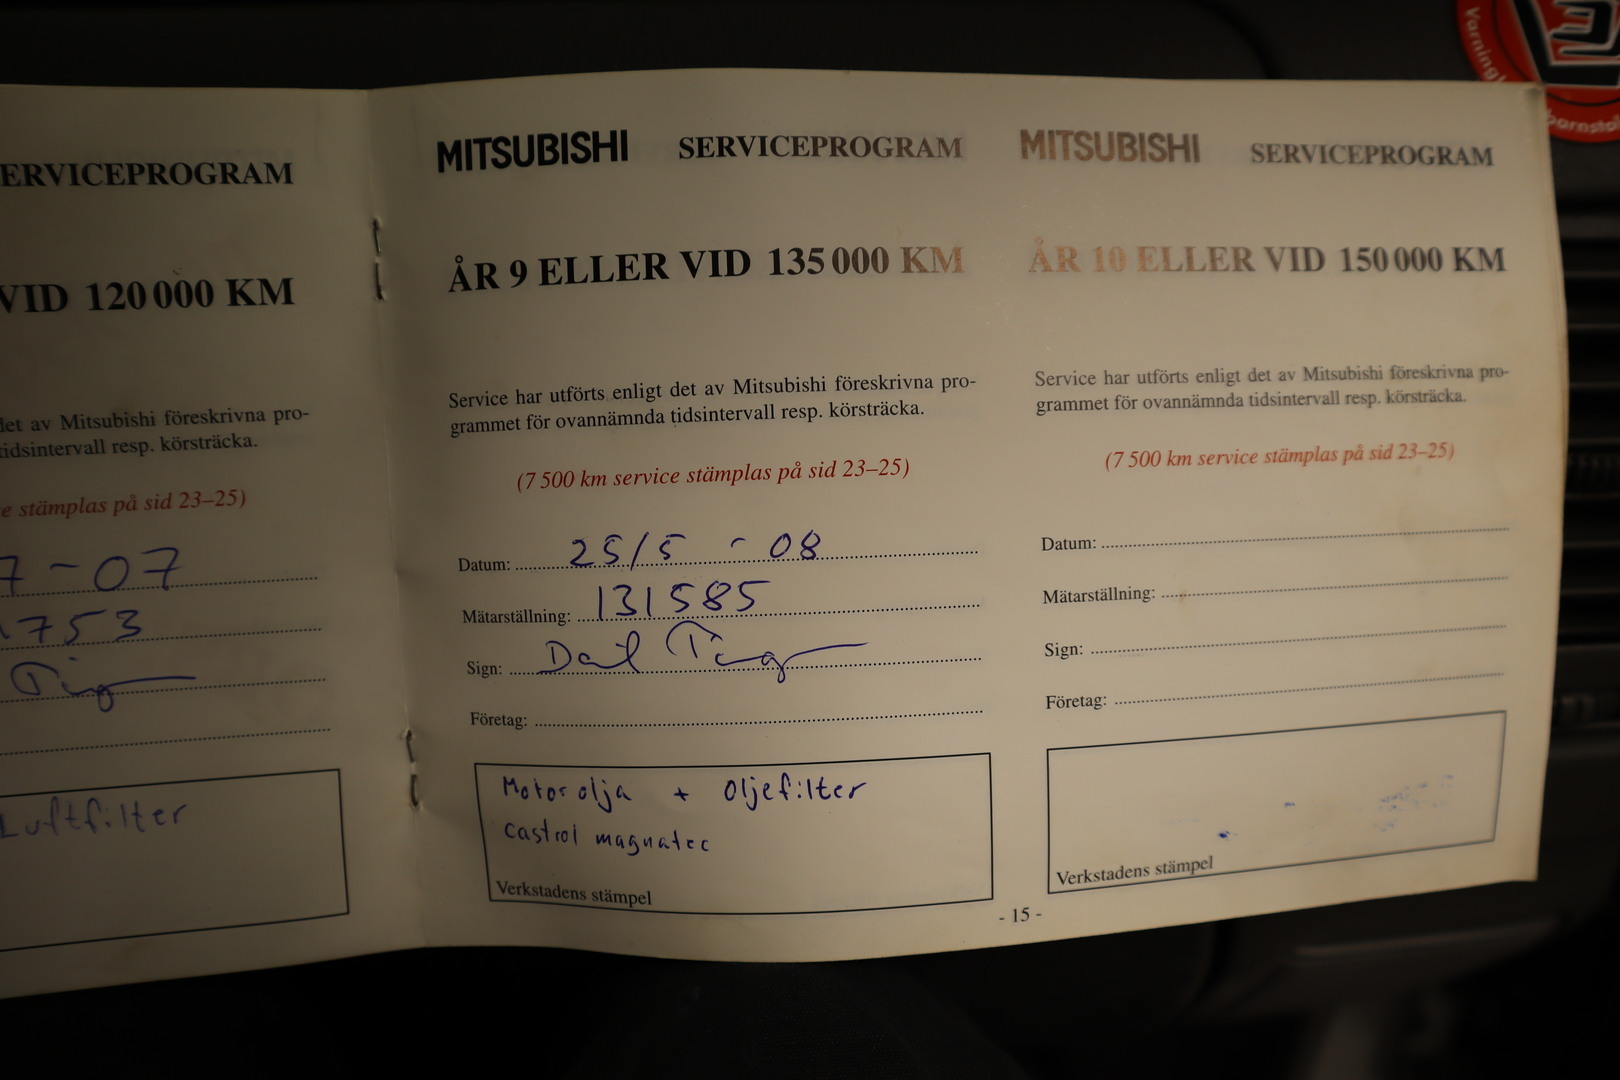 ERVICEPROGRAM
VID 120 000 KM
det av Mitsubishi föreskrivna pro-
tidsintervall resp. körsträcka.
e stämplas på sid 23–25)
7 - 07
1753
Luftfilter
MITSUBISHI SERVICEPROGRAM
ÅR 9 ELLER VID 135 000 KM
Service har utförts enligt det av Mitsubishi föreskrivna pro-
grammet för ovannämnda tidsintervall resp. körsträcka.
(7 500 km service stämplas på sid 23–25)
Datum: 25/5 - 08
Mätarställning: 131585
Sign:
Företag:
Motorolja + Oljefilter
Castrol magnatec
Verkstadens stämpel
MITSUBISHI SERVICEPROGRAM
ÅR 10 ELLER VID 150 000 KM
Service har utförts enligt det av Mitsubishi föreskrivna pro-
grammet för ovannämnda tidsintervall resp. körsträcka.
(7 500 km service stämplas på sid 23–25)
Datum:
Mätarställning:
Sign:
Företag:
Verkstadens stämpel
- 15 -